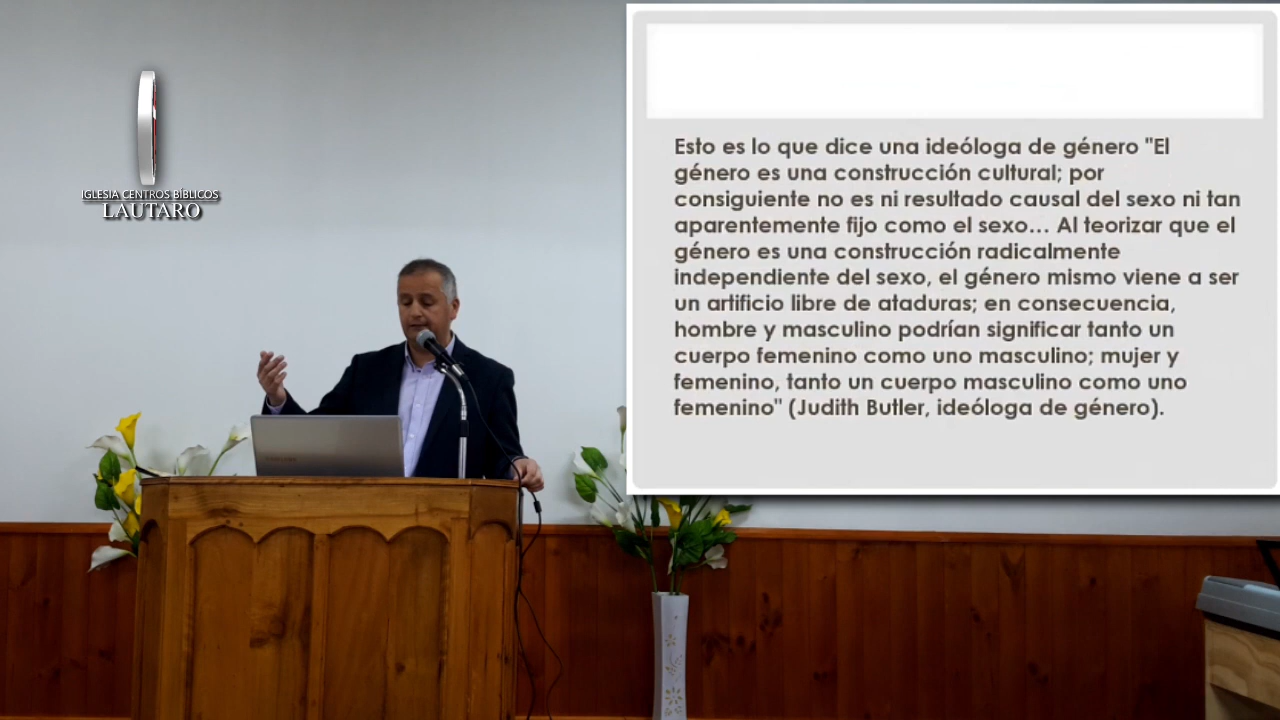 IGLESIA CENTROS BÍBLICOS
LAUTARO
Esto es lo que dice una ideóloga de género "El
género es una construcción cultural; por
consiguiente no es ni resultado causal del sexo ni tan
aparentemente fijo como el sexo… Al teorizar que el
género es una construcción radicalmente
independiente del sexo, el género mismo viene a ser
un artificio libre de ataduras; en consecuencia,
hombre y masculino podrían significar tanto un
cuerpo femenino como uno masculino; mujer y
femenino, tanto un cuerpo masculino como uno
femenino" (Judith Butler, ideóloga de género).